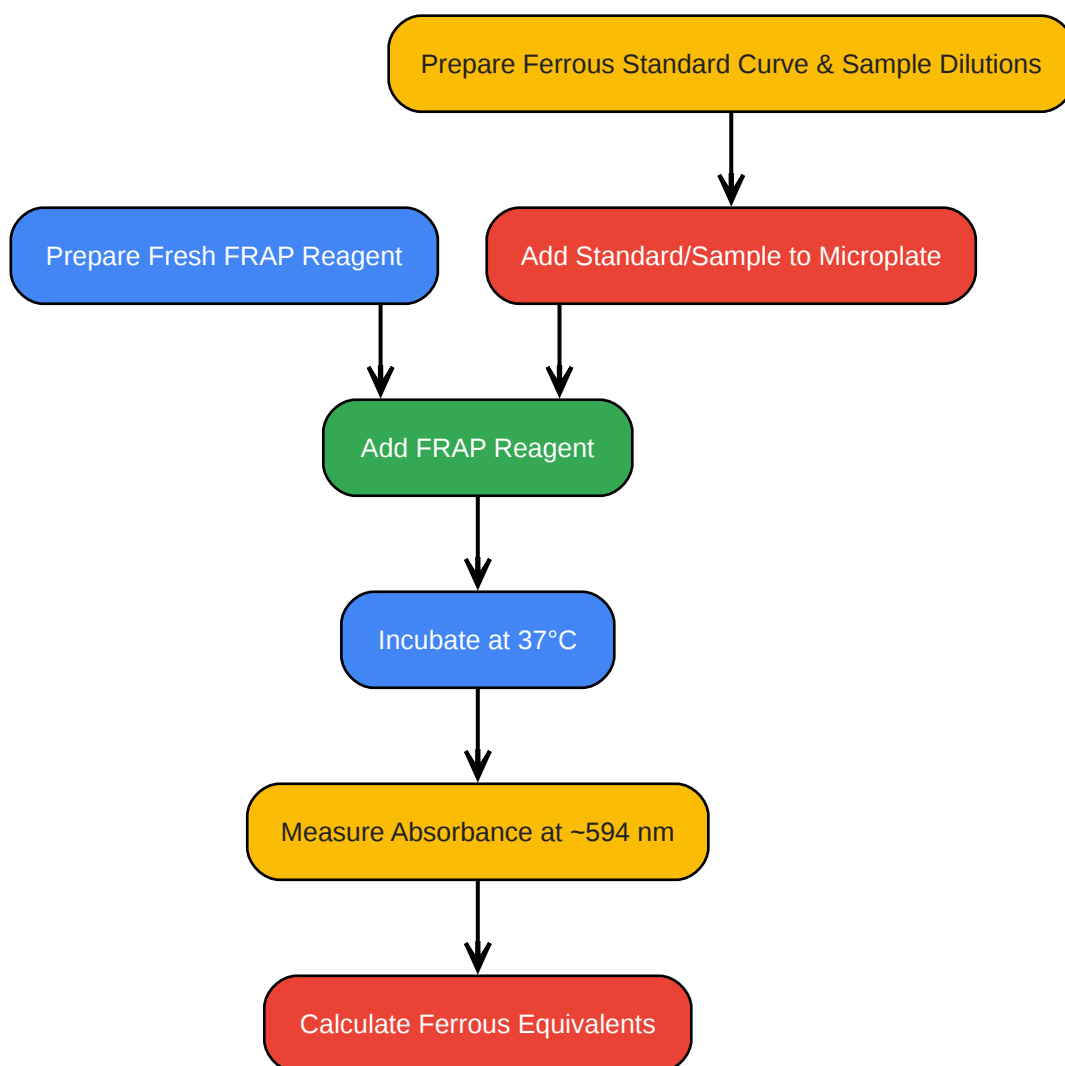 Prepare Ferrous Standard Curve & Sample Dilutions
Prepare Fresh FRAP Reagent
Add Standard/Sample to Microplate
Add FRAP Reagent
Incubate at 37°C
Measure Absorbance at ~594 nm
Calculate Ferrous Equivalents